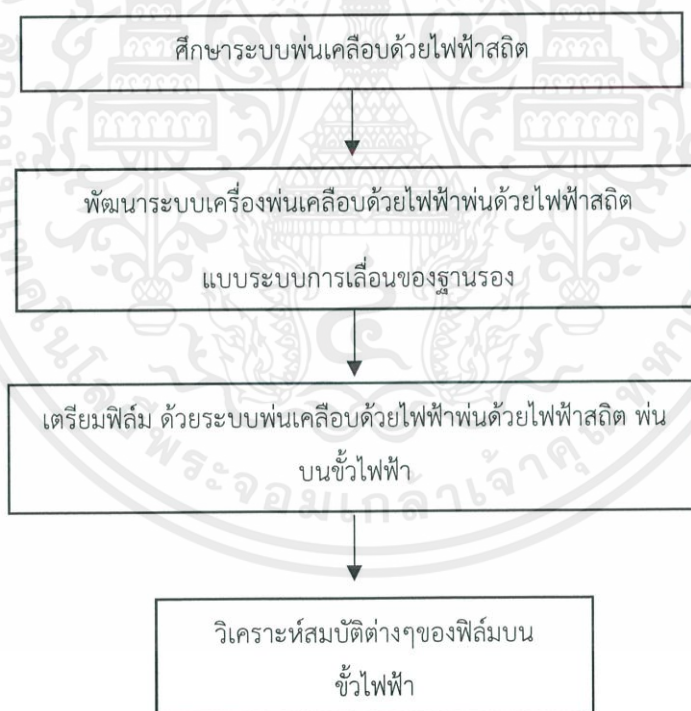 ศึกษาระบบพ่นเคลือบด้วยไฟฟ้าสถิต
พัฒนาระบบเครื่องพ่นเคลือบด้วยไฟฟ้าพ่นด้วยไฟฟ้าสถิต
แบบระบบการเลื่อนของฐานรอง
เตรียมฟิล์ม ด้วยระบบพ่นเคลือบด้วยไฟฟ้าพ่นด้วยไฟฟ้าสถิต พ่น
บนขั้วไฟฟ้า
วิเคราะห์สมบัติต่างๆของฟิล์มบน
ขั้วไฟฟ้า